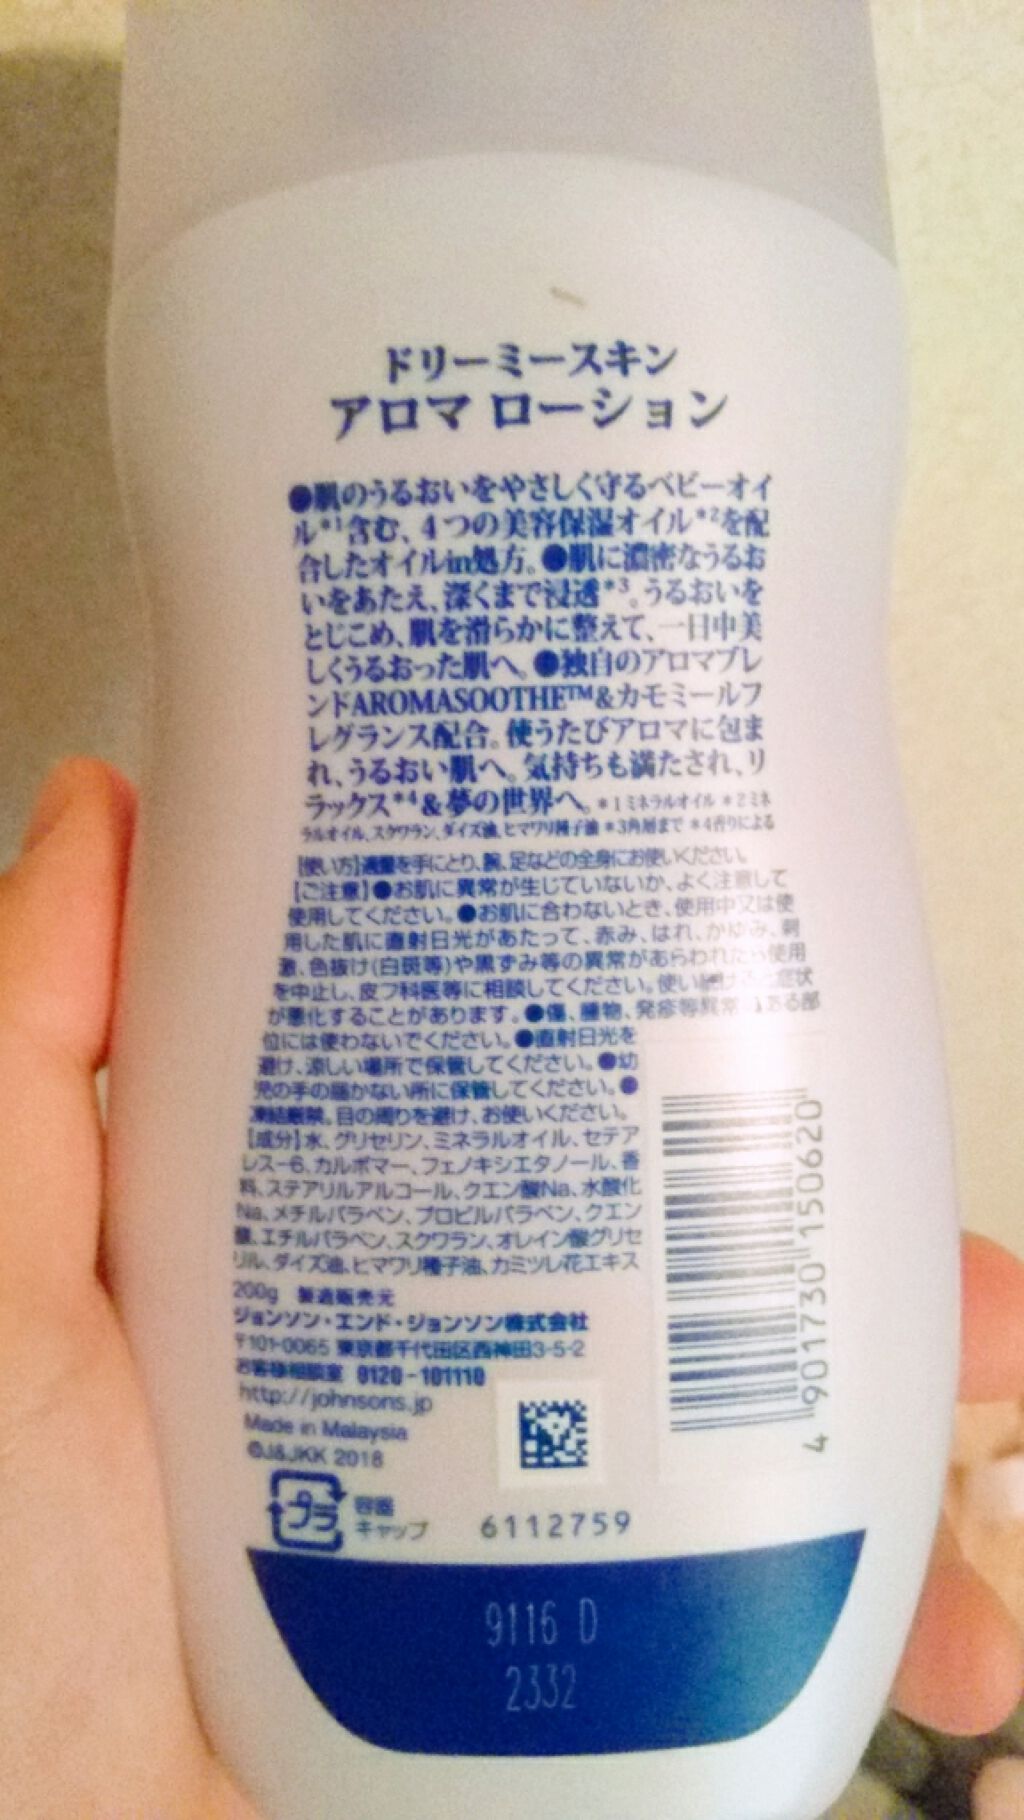 ドリーミースキン
アロマ ローション
●肌のうるおいをやさしく守るベビーオイ
ル*1含む、4つの美容保湿オイル*2を配
合したオイルin処方。●肌に濃密なうるお
いをあたえ、深くまで浸透*3。うるおいを
とじこめ、肌を滑らかに整えて、一日中美
しくうるおった肌へ。●独自のアロマブレ
ンドAROMASOOTHE™&カモミールフ
レグランス配合。使うたびアロマに包ま
れ、うるおい肌へ。気持ちも満たされ、リ
ラックス*4&夢の世界へ。*1ミネラルオイル *2ミネ
ラルオイル、スクワラン、ダイズ油、ヒマワリ種子油 *3角層まで *4香りによる
【使い方】適量を手にとり、腕、足などの全身にお使いください。
【ご注意】●お肌に異常が生じていないか、よく注意して
使用してください。●お肌に合わないとき、使用中又は使
用した肌に直射日光があたって、赤み、はれ、かゆみ、刺
激、色抜け(白斑等)や黒ずみ等の異常があらわれたら使用
を中止し、皮フ科医等に相談してください。使い続けると症状
が悪化することがあります。●傷、腫物、発疹等異常のある部
位には使わないでください。●直射日光を
避け、涼しい場所で保管してください。●幼
児の手の届かない所に保管してください。●
凍結厳禁。目の周りを避け、お使いください。
【成分】水、グリセリン、ミネラルオイル、セテア
レス-6、カルボマー、フェノキシエタノール、香
料、ステアリルアルコール、クエン酸Na、水酸化
Na、メチルパラベン、プロピルパラベン、クエン
酸、エチルパラベン、スクワラン、オレイン酸グリセ
リル、ダイズ油、ヒマワリ種子油、カミツレ花エキス
200g 製造販売元
ジョンソン・エンド・ジョンソン株式会社
〒101-0065 東京都千代田区西神田3-5-2
お客様相談室 0120-101110
http://johnsons.jp
Made in Malaysia
©J&JKK 2018
プラ 容器
キャップ
6112759
4 901730 150620
9116 D
2332